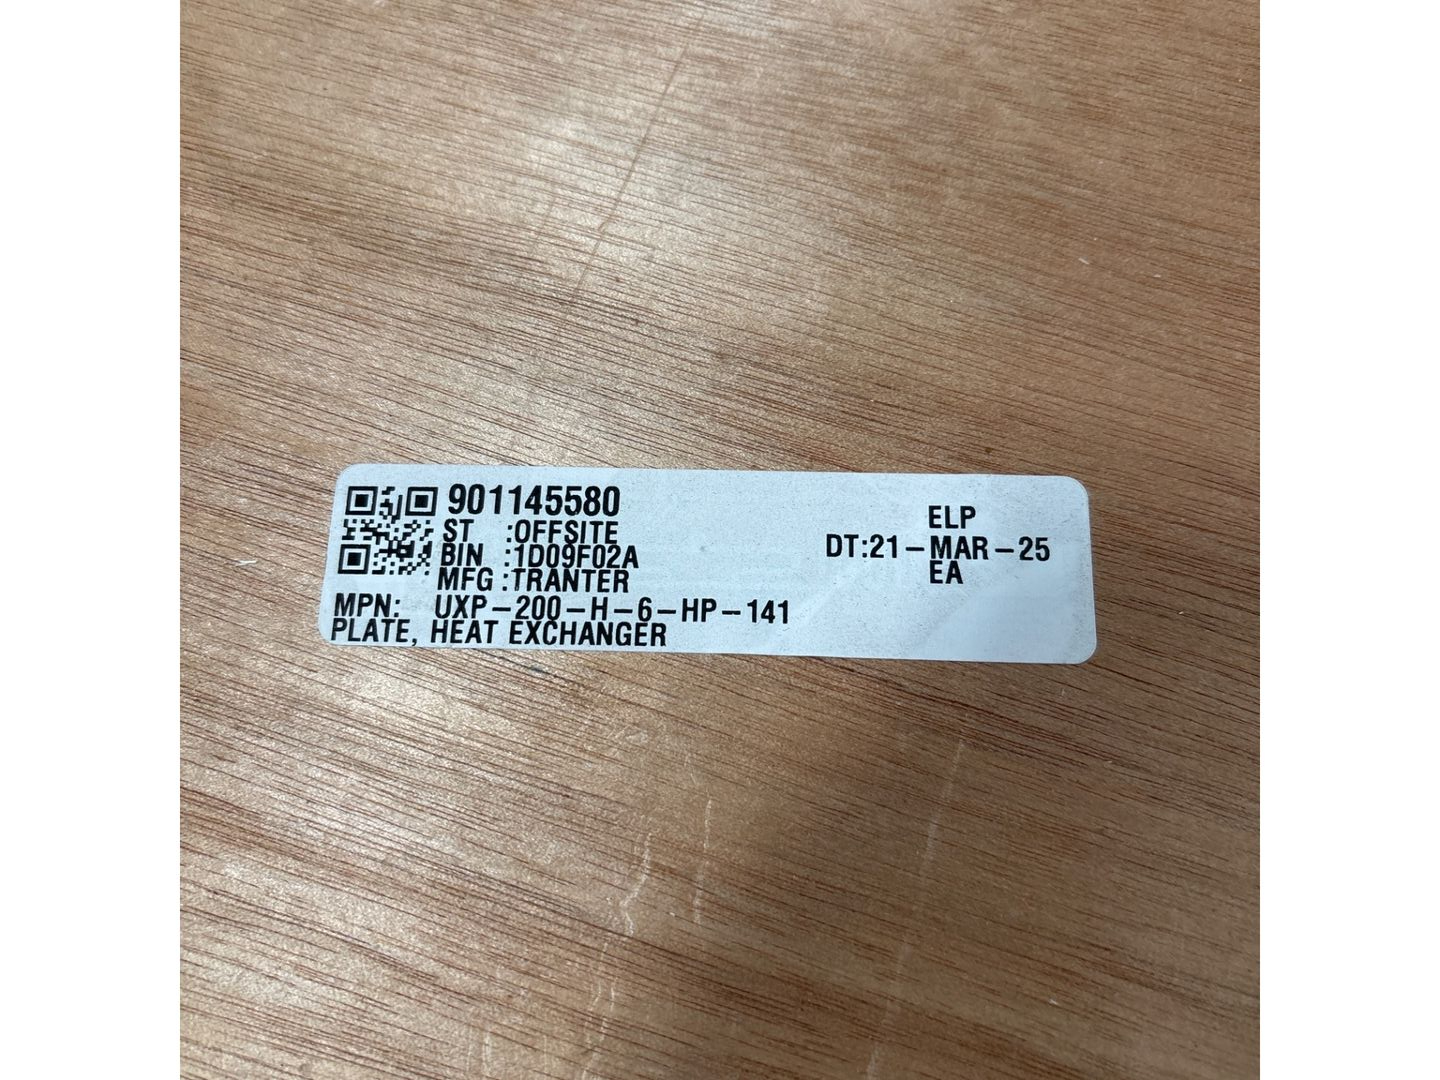 901145580
ST :OFFSITE
BIN :1D09F02A
MFG :TRANTER
MPN: UXP-200-H-6-HP-141
PLATE, HEAT EXCHANGER
ELP
DT:21-MAR-25
EA